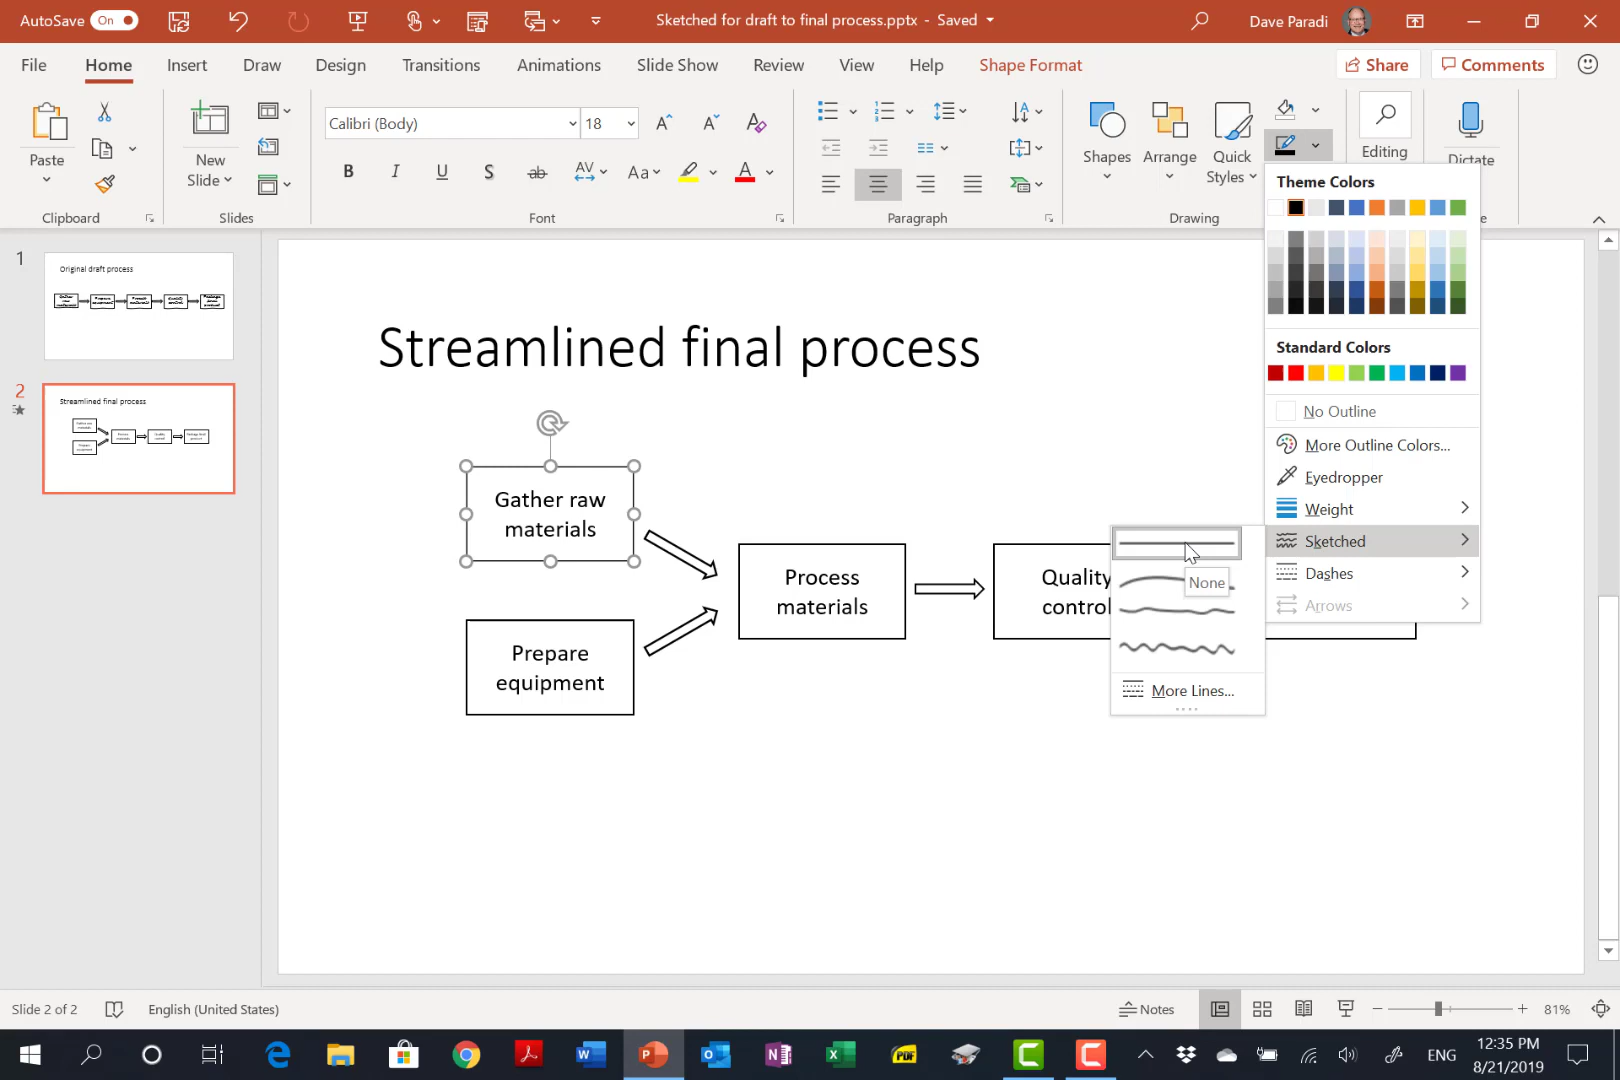 AutoSave On
Sketched for draft to final process.pptx - Saved
Dave Paradi
File Home Insert Draw Design Transitions Animations Slide Show Review View Help Shape Format
Share
Comments
Paste
New
Slide
Calibri (Body)
18
B I U S ab AV Aa A
Shapes
Arrange
Quick
Styles
Editing
Dictate
Clipboard
Slides
Font
Paragraph
Drawing
Theme Colors
Standard Colors
No Outline
More Outline Colors...
Eyedropper
Weight
Sketched
Dashes
Arrows
None
More Lines...
1
Original draft process
2
Streamlined final process
Streamlined final process
Gather raw
materials
Prepare
equipment
Process
materials
Quality
control
Slide 2 of 2
English (United States)
Notes
81%
ENG
12:35 PM
8/21/2019